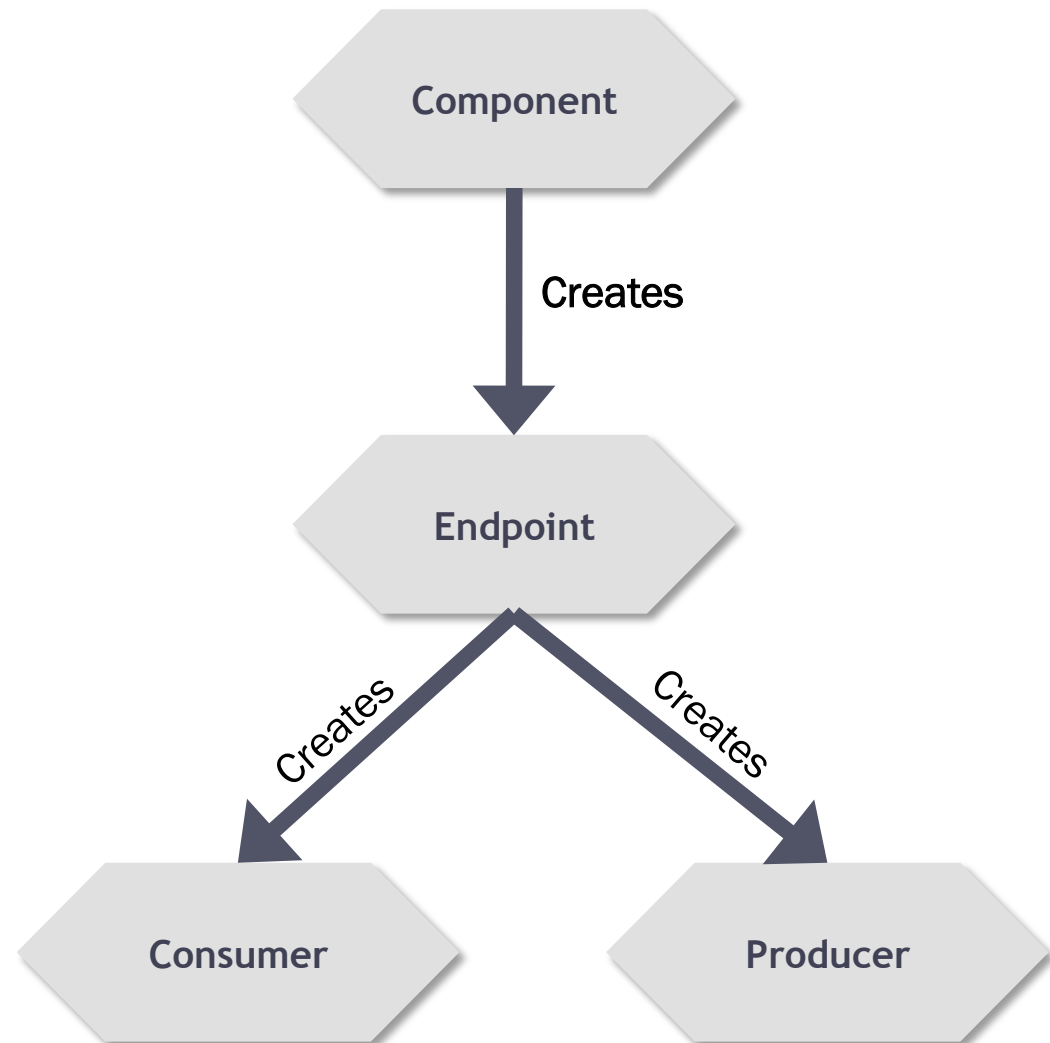 Component
Creates
Endpoint
Creates
Creates
Consumer
Producer